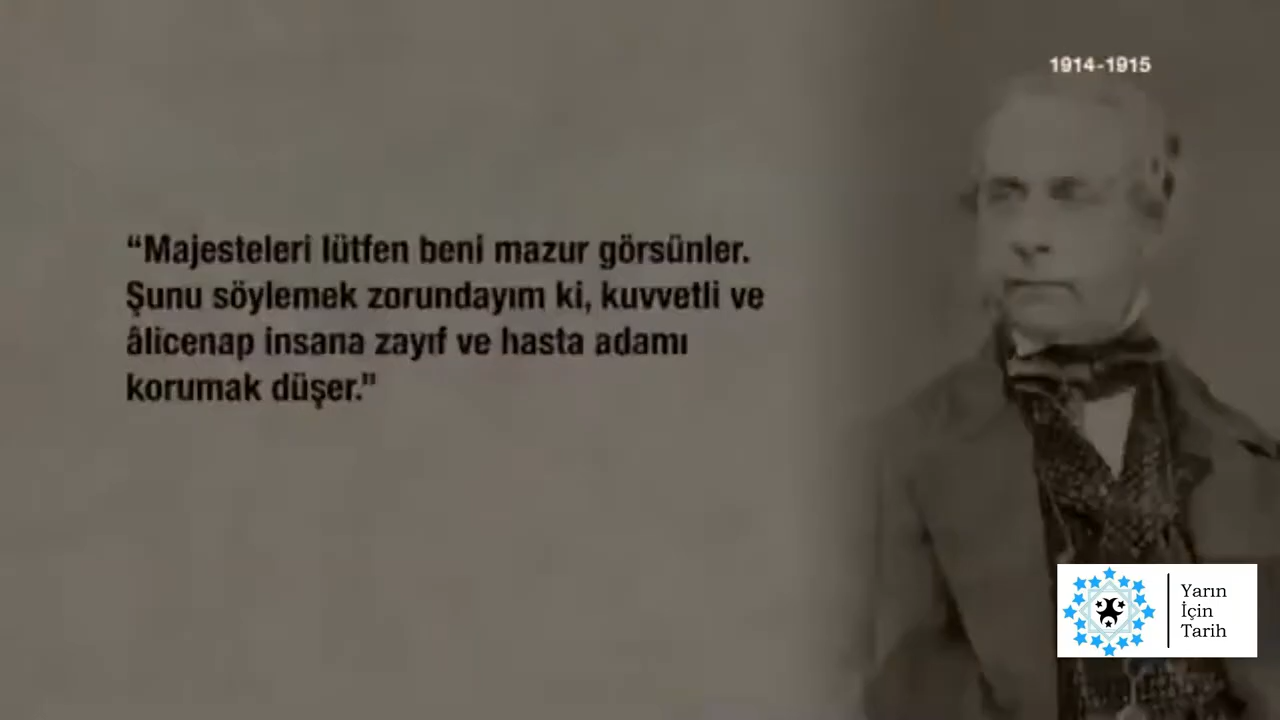 1914-1915
“Majesteleri lütfen beni mazur görsünler.
Şunu söylemek zorundayım ki, kuvvetli ve
âlicenap insana zayıf ve hasta adamı
korumak düşer.”
Yarın
İçin
Tarih